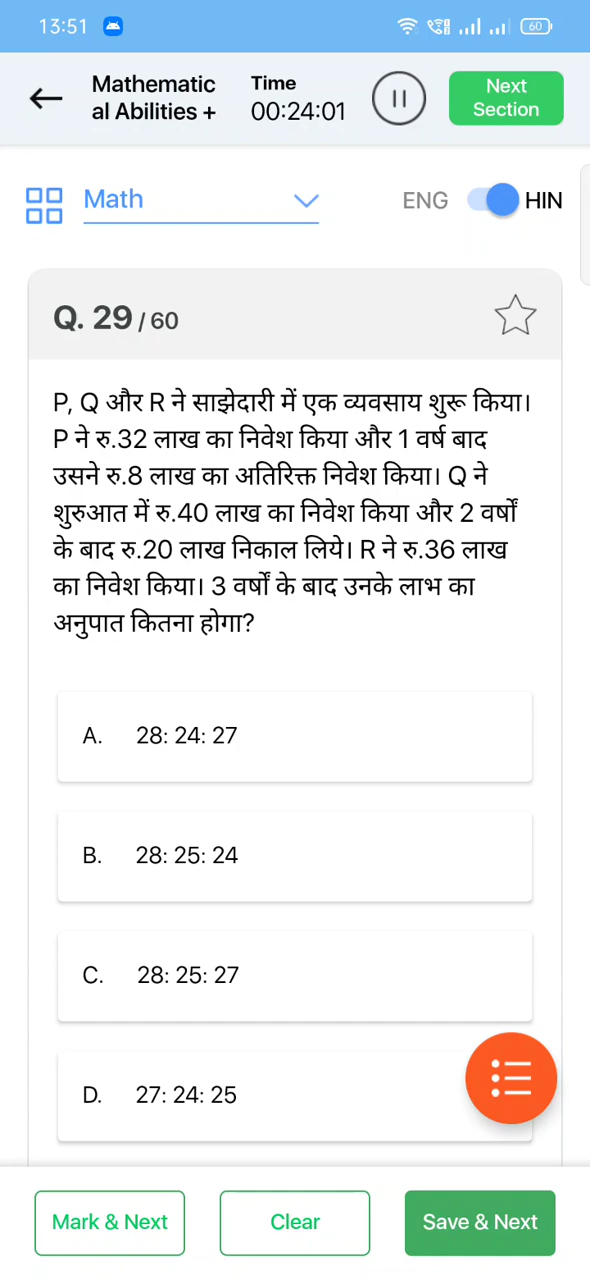 13:51 60
Mathematic
al Abilities +
Time
00:24:01
Next
Section
Math ENG HIN
Q. 29 / 60
P, Q और R ने साझेदारी में एक व्यवसाय शुरू किया।
P ने रु.32 लाख का निवेश किया और 1 वर्ष बाद
उसने रु.8 लाख का अतिरिक्त निवेश किया। Q ने
शुरुआत में रु.40 लाख का निवेश किया और 2 वर्षों
के बाद रु.20 लाख निकाल लिये। R ने रु.36 लाख
का निवेश किया। 3 वर्षों के बाद उनके लाभ का
अनुपात कितना होगा?
A. 28: 24: 27
B. 28: 25: 24
C. 28: 25: 27
D. 27: 24: 25
Mark & Next Clear Save & Next